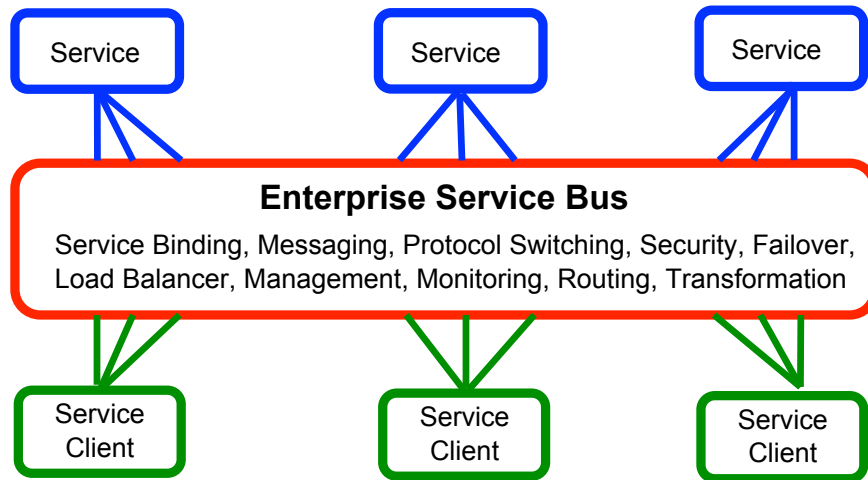 Service
Service
Service
Enterprise Service Bus
Service Binding, Messaging, Protocol Switching, Security, Failover,
Load Balancer, Management, Monitoring, Routing, Transformation
Service
Client
Service
Client
Service
Client